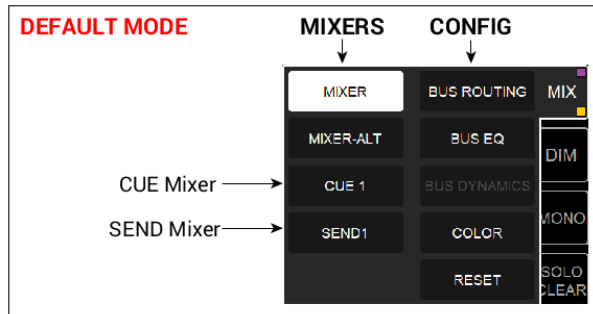 DEFAULT MODE MIXERS CONFIG
MIXER BUS ROUTING MIX
MIXER-ALT BUS EQ DIM
CUE Mixer CUE 1 BUS DYNAMICS MONO
SEND Mixer SEND1 COLOR SOLO
RESET CLEAR